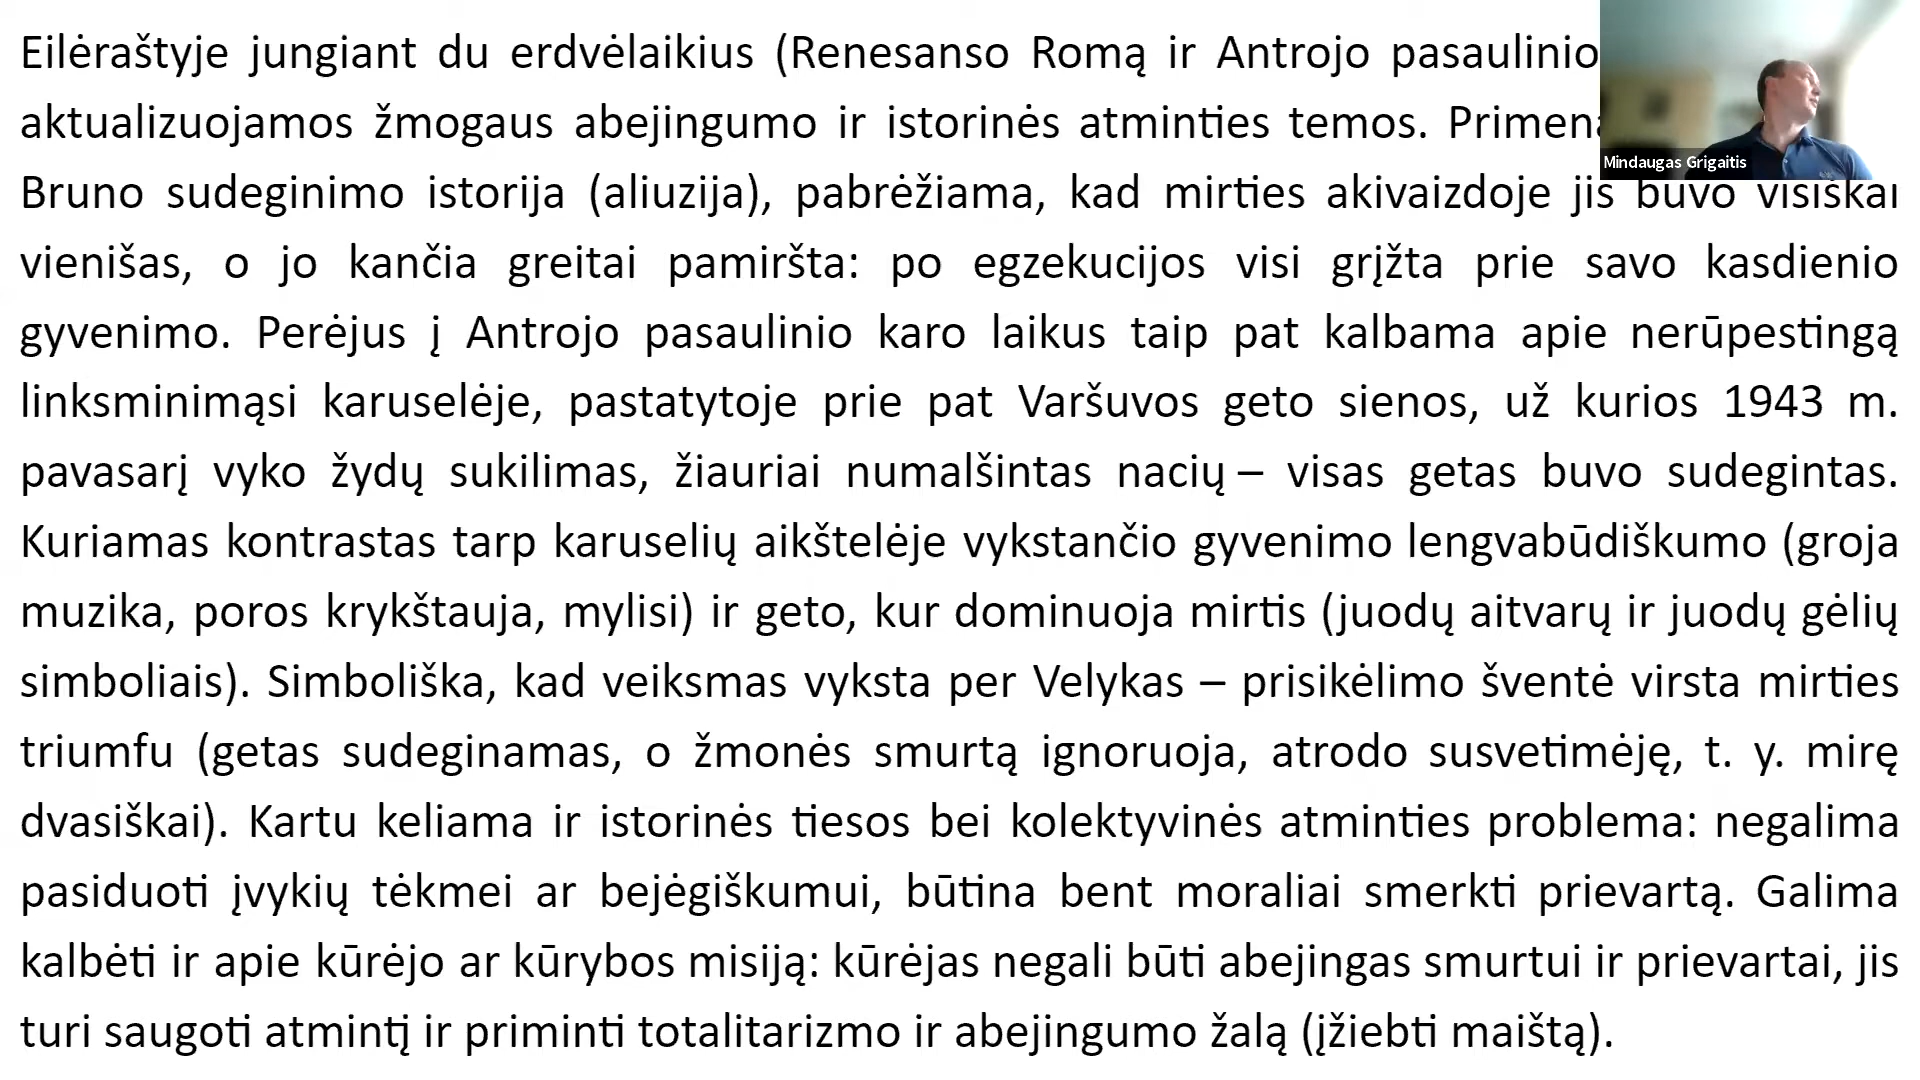 Eilėraštyje jungiant du erdvėlaikius (Renesanso Romą ir Antrojo pasaulinio
aktualizuojamos žmogaus abejingumo ir istorinės atminties temos.
Mindaugas Grigaitis
Bruno sudeginimo istorija (aliuzija), pabrėžiama, kad mirties akivaizdoje jis buvo visiškai
vienišas, o jo kančia greitai pamiršta: po egzekucijos visi grįžta prie savo kasdienio
gyvenimo. Perėjus į Antrojo pasaulinio karo laikus taip pat kalbama apie nerūpestingą
linksminimąsi karuselėje, pastatytoje prie pat Varšuvos geto sienos, už kurios 1943 m.
pavasarį vyko žydų sukilimas, žiauriai numalšintas nacių – visas getas buvo sudegintas.
Kuriamas kontrastas tarp karuselių aikštelėje vykstančio gyvenimo lengvabūdiškumo (groja
muzika, poros krykštauja, mylisi) ir geto, kur dominuoja mirtis (juodų aitvarų ir juodų gėlių
simboliais). Simboliška, kad veiksmas vyksta per Velykas – prisikėlimo šventė virsta mirties
triumfu (getas sudeginamas, o žmonės smurtą ignoruoja, atrodo susvetimėję, t. y. mirę
dvasiškai). Kartu keliama ir istorinės tiesos bei kolektyvinės atminties problema: negalima
pasiduoti įvykių tėkmei ar bejėgiškumui, būtina bent moraliai smerkti prievartą. Galima
kalbėti ir apie kūrėjo ar kūrybos misiją: kūrėjas negali būti abejingas smurtui ir prievartai, jis
turi saugoti atmintį ir priminti totalitarizmo ir abejingumo žalą (įžiebti maištą).